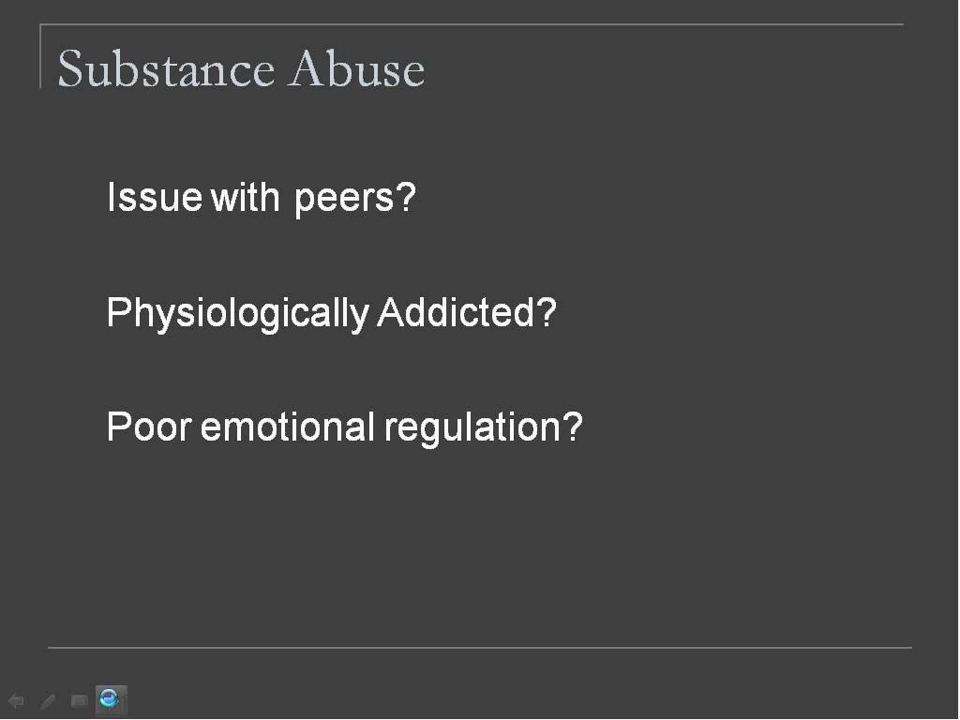 Substance Abuse
Issue with peers?
Physiologically Addicted?
Poor emotional regulation?